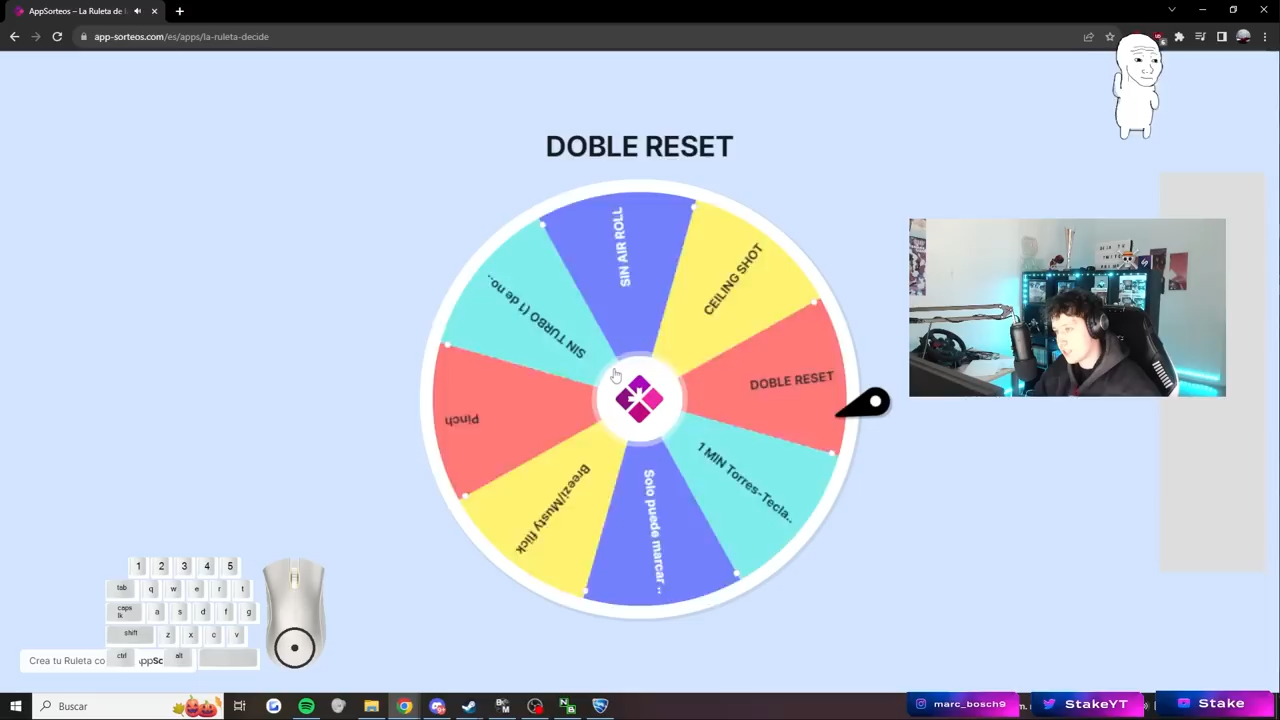 AppSorteos – La Ruleta de l
app-sorteos.com/es/apps/la-ruleta-decide
DOBLE RESET
SIN AIR ROLL
CEILING SHOT
DOBLE RESET
1 MIN Torres-Tecla..
Solo puede marcar ..
Breezi/Musty flick
Pinch
SIN TURBO (1 de no..
1 2 3 4 5
tab q w e r t
caps lk a s d f g
shift z x c v
ctrl alt
Crea tu Ruleta co
Buscar
marc_bosch9
StakeYT
Stake